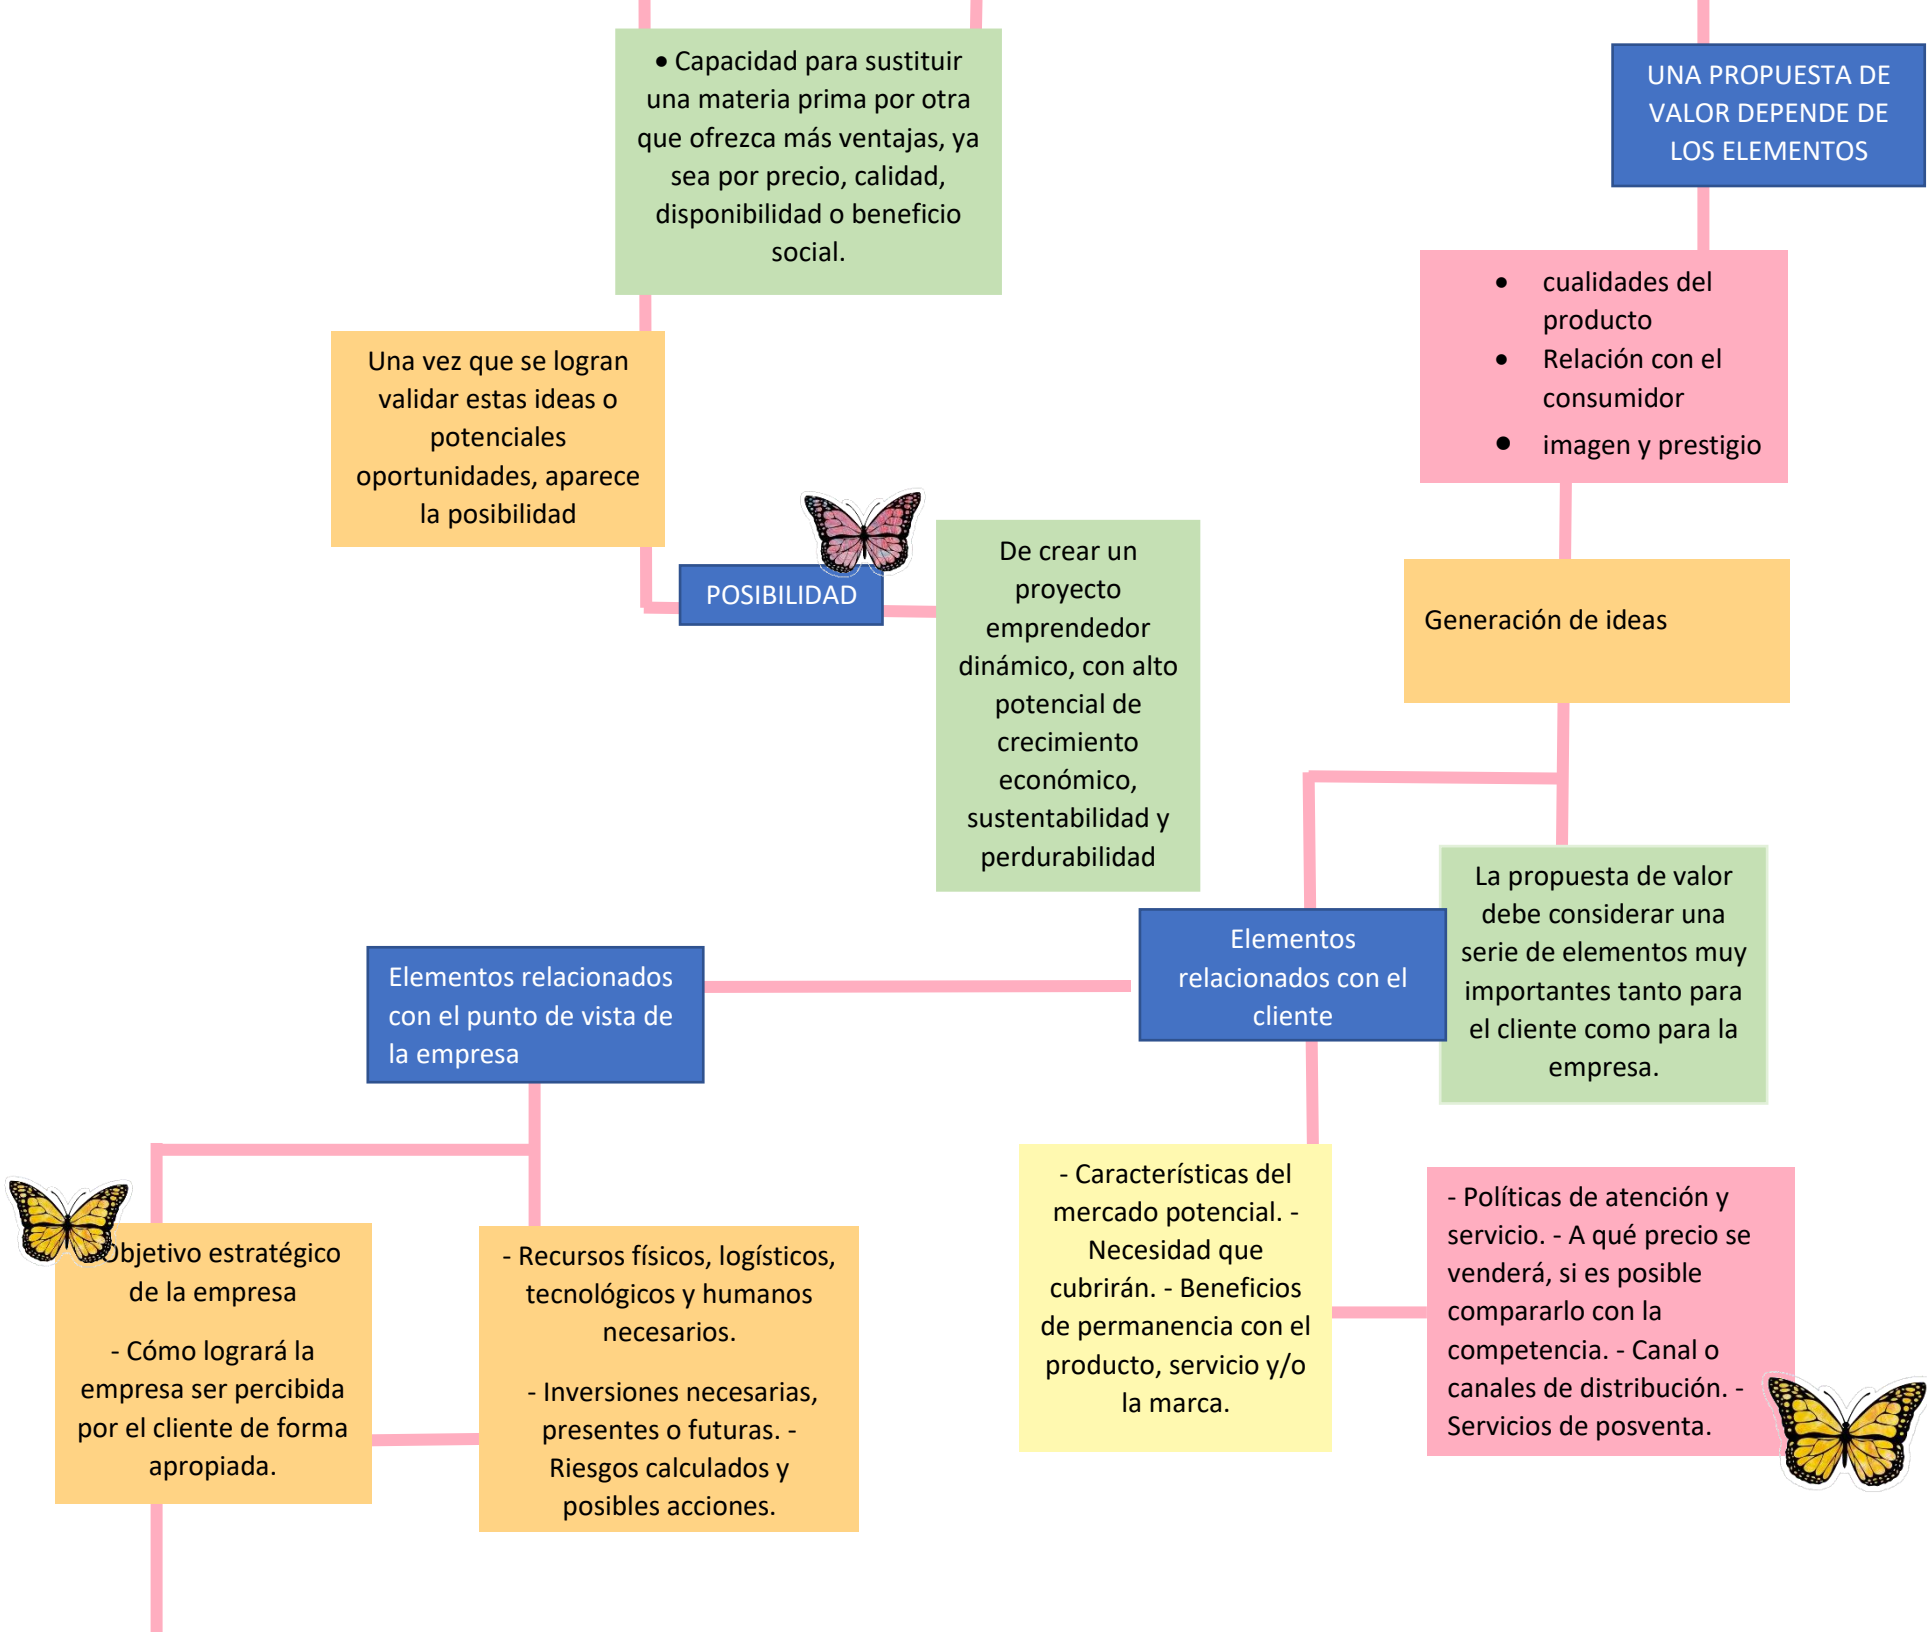 • Capacidad para sustituir
una materia prima por otra
que ofrezca más ventajas, ya
sea por precio, calidad,
disponibilidad o beneficio
social.
UNA PROPUESTA DE
VALOR DEPENDE DE
LOS ELEMENTOS
• cualidades del
producto
• Relación con el
consumidor
• imagen y prestigio
Una vez que se logran
validar estas ideas o
potenciales
oportunidades, aparece
la posibilidad
POSIBILIDAD
De crear un
proyecto
emprendedor
dinámico, con alto
potencial de
crecimiento
económico,
sustentabilidad y
perdurabilidad
Generación de ideas
La propuesta de valor
debe considerar una
serie de elementos muy
importantes tanto para
el cliente como para la
empresa.
Elementos
relacionados con el
cliente
Elementos relacionados
con el punto de vista de
la empresa
Objetivo estratégico
de la empresa
- Cómo logrará la
empresa ser percibida
por el cliente de forma
apropiada.
- Recursos físicos, logísticos,
tecnológicos y humanos
necesarios.
- Inversiones necesarias,
presentes o futuras. -
Riesgos calculados y
posibles acciones.
- Características del
mercado potencial. -
Necesidad que
cubrirán. - Beneficios
de permanencia con el
producto, servicio y/o
la marca.
- Políticas de atención y
servicio. - A qué precio se
venderá, si es posible
compararlo con la
competencia. - Canal o
canales de distribución. -
Servicios de posventa.